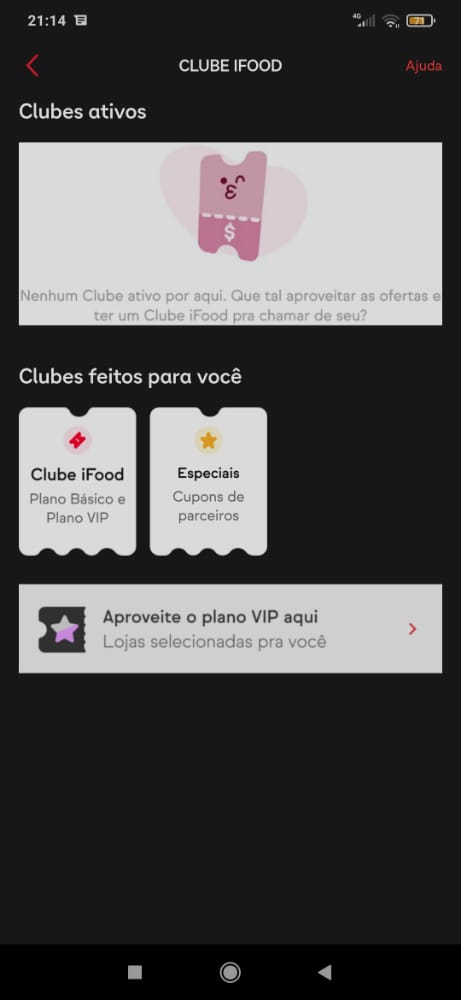 21:14
4G
71
CLUBE IFOOD
Ajuda
Clubes ativos
$
Nenhum Clube ativo por aqui. Que tal aproveitar as ofertas e
ter um Clube iFood pra chamar de seu?
Clubes feitos para você
Clube iFood
Plano Básico e
Plano VIP
Especiais
Cupons de
parceiros
Aproveite o plano VIP aqui
Lojas selecionadas pra você